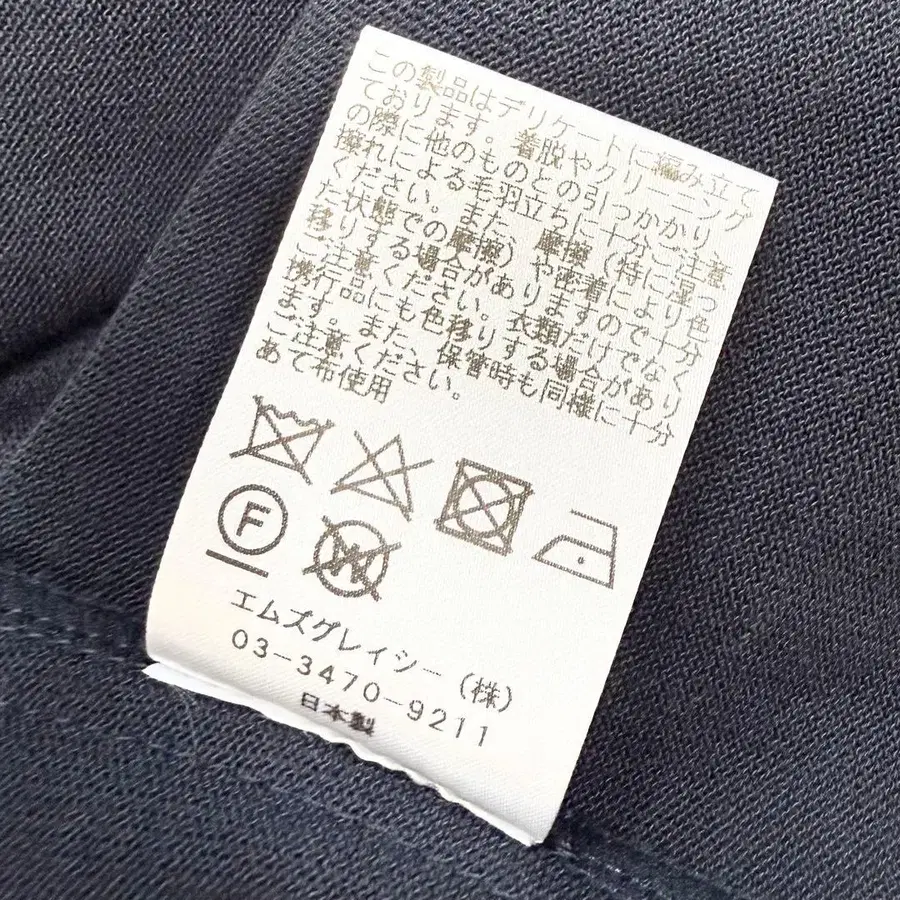 この製品はデリケートに編み立て
ております。着脱やクリーニング
の際に他のものとの引っかかり、
擦れによる毛羽立ちに十分ご注意
ください。また、摩擦（特に湿っ
た状態での摩擦）や密着により色
移りする場合がありますので十分
ご注意ください。衣類だけでなく
携行品にも色移りする場合があり
ます。また、保管時も同様に十分
ご注意ください。
あて布使用
F
W
エムズグレイシー（株）
03-3470-9211
日本製